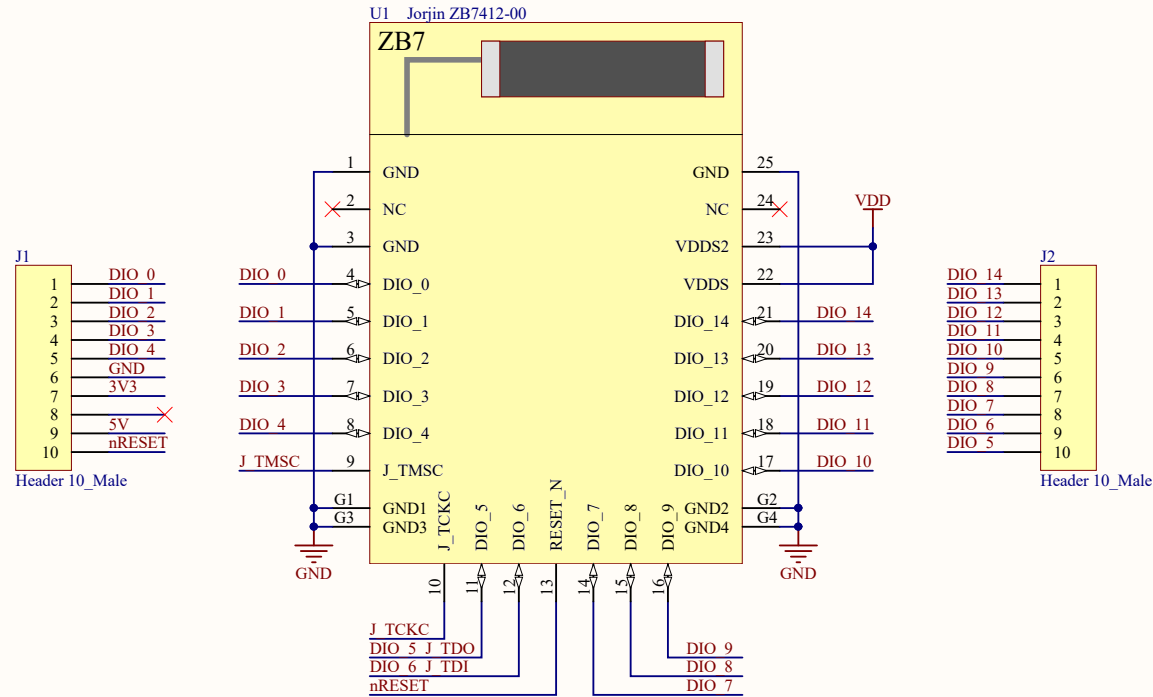 U1 Jorjin ZB7412-00
ZB7
1 GND
2 NC
3 GND
DIO_0 4 DIO_0
DIO_1 5 DIO_1
DIO_2 6 DIO_2
DIO_3 7 DIO_3
DIO_4 8 DIO_4
J_TMSC 9 J_TMSC
G1 GND1
G3 GND3
GND
GND 25
NC 24
VDD
VDDS2 23
VDDS 22
DIO_14 21 DIO_14
DIO_13 20 DIO_13
DIO_12 19 DIO_12
DIO_11 18 DIO_11
DIO_10 17 DIO_10
GND2 G2
GND4 G4
GND
J_TCKC
DIO_5
DIO_6
RESET_N
DIO_7
DIO_8
DIO_9
10
11
12
13
14
15
16
J_TCKC
DIO_5 J_TDO
DIO_6 J_TDI
nRESET
DIO_9
DIO_8
DIO_7
J1
1 DIO_0
2 DIO_1
3 DIO_2
4 DIO_3
5 DIO_4
6 GND
7 3V3
8
9 5V
10 nRESET
Header 10_Male
J2
DIO_14 1
DIO_13 2
DIO_12 3
DIO_11 4
DIO_10 5
DIO_9 6
DIO_8 7
DIO_7 8
DIO_6 9
DIO_5 10
Header 10_Male